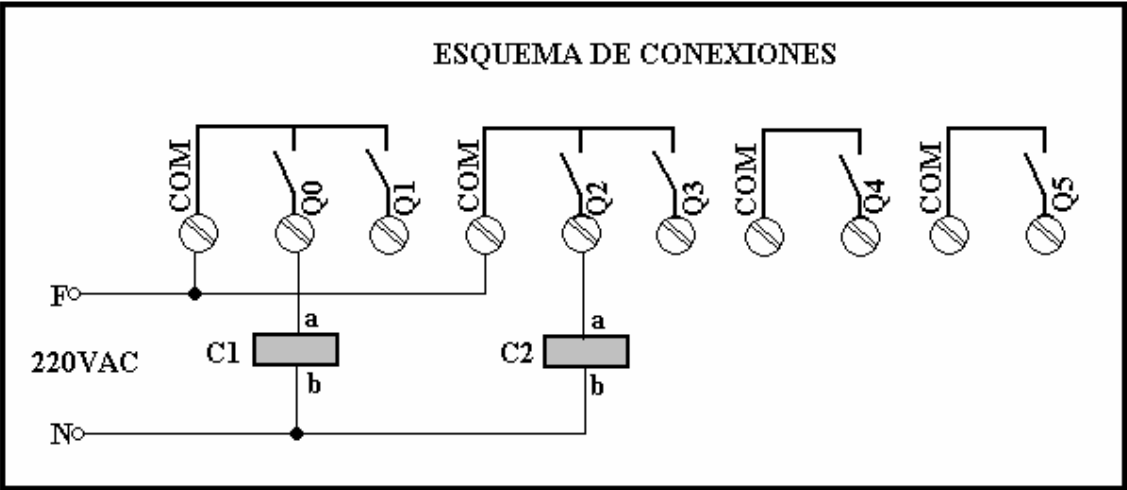 ESQUEMA DE CONEXIONES
COM Q0 Q1 COM Q2 Q3 COM Q4 COM Q5
F
a a
C1 C2
220VAC
b b
N